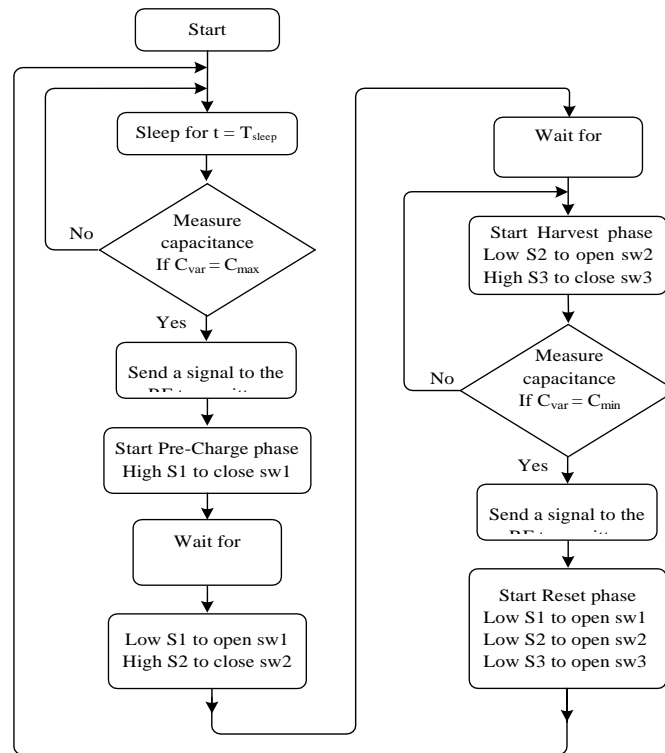 Start
Sleep for t = Tsleep
No
Measure
capacitance
If Cvar = Cmax
Yes
Send a signal to the
Start Pre-Charge phase
High S1 to close sw1
Wait for
Low S1 to open sw1
High S2 to close sw2
Wait for
Start Harvest phase
Low S2 to open sw2
High S3 to close sw3
No
Measure
capacitance
If Cvar = Cmin
Yes
Send a signal to the
Start Reset phase
Low S1 to open sw1
Low S2 to open sw2
Low S3 to open sw3